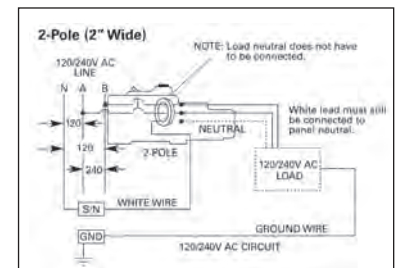 2-Pole (2" Wide)
NOTE: Load neutral does not have
to be connected.
120/240V AC
LINE
N A B
White lead must still
be connected to
panel neutral.
120
NEUTRAL
120
2-POLE
240
120/240V AC
LOAD
S/N
WHITE WIRE
GROUND WIRE
GND
120/240V AC CIRCUIT